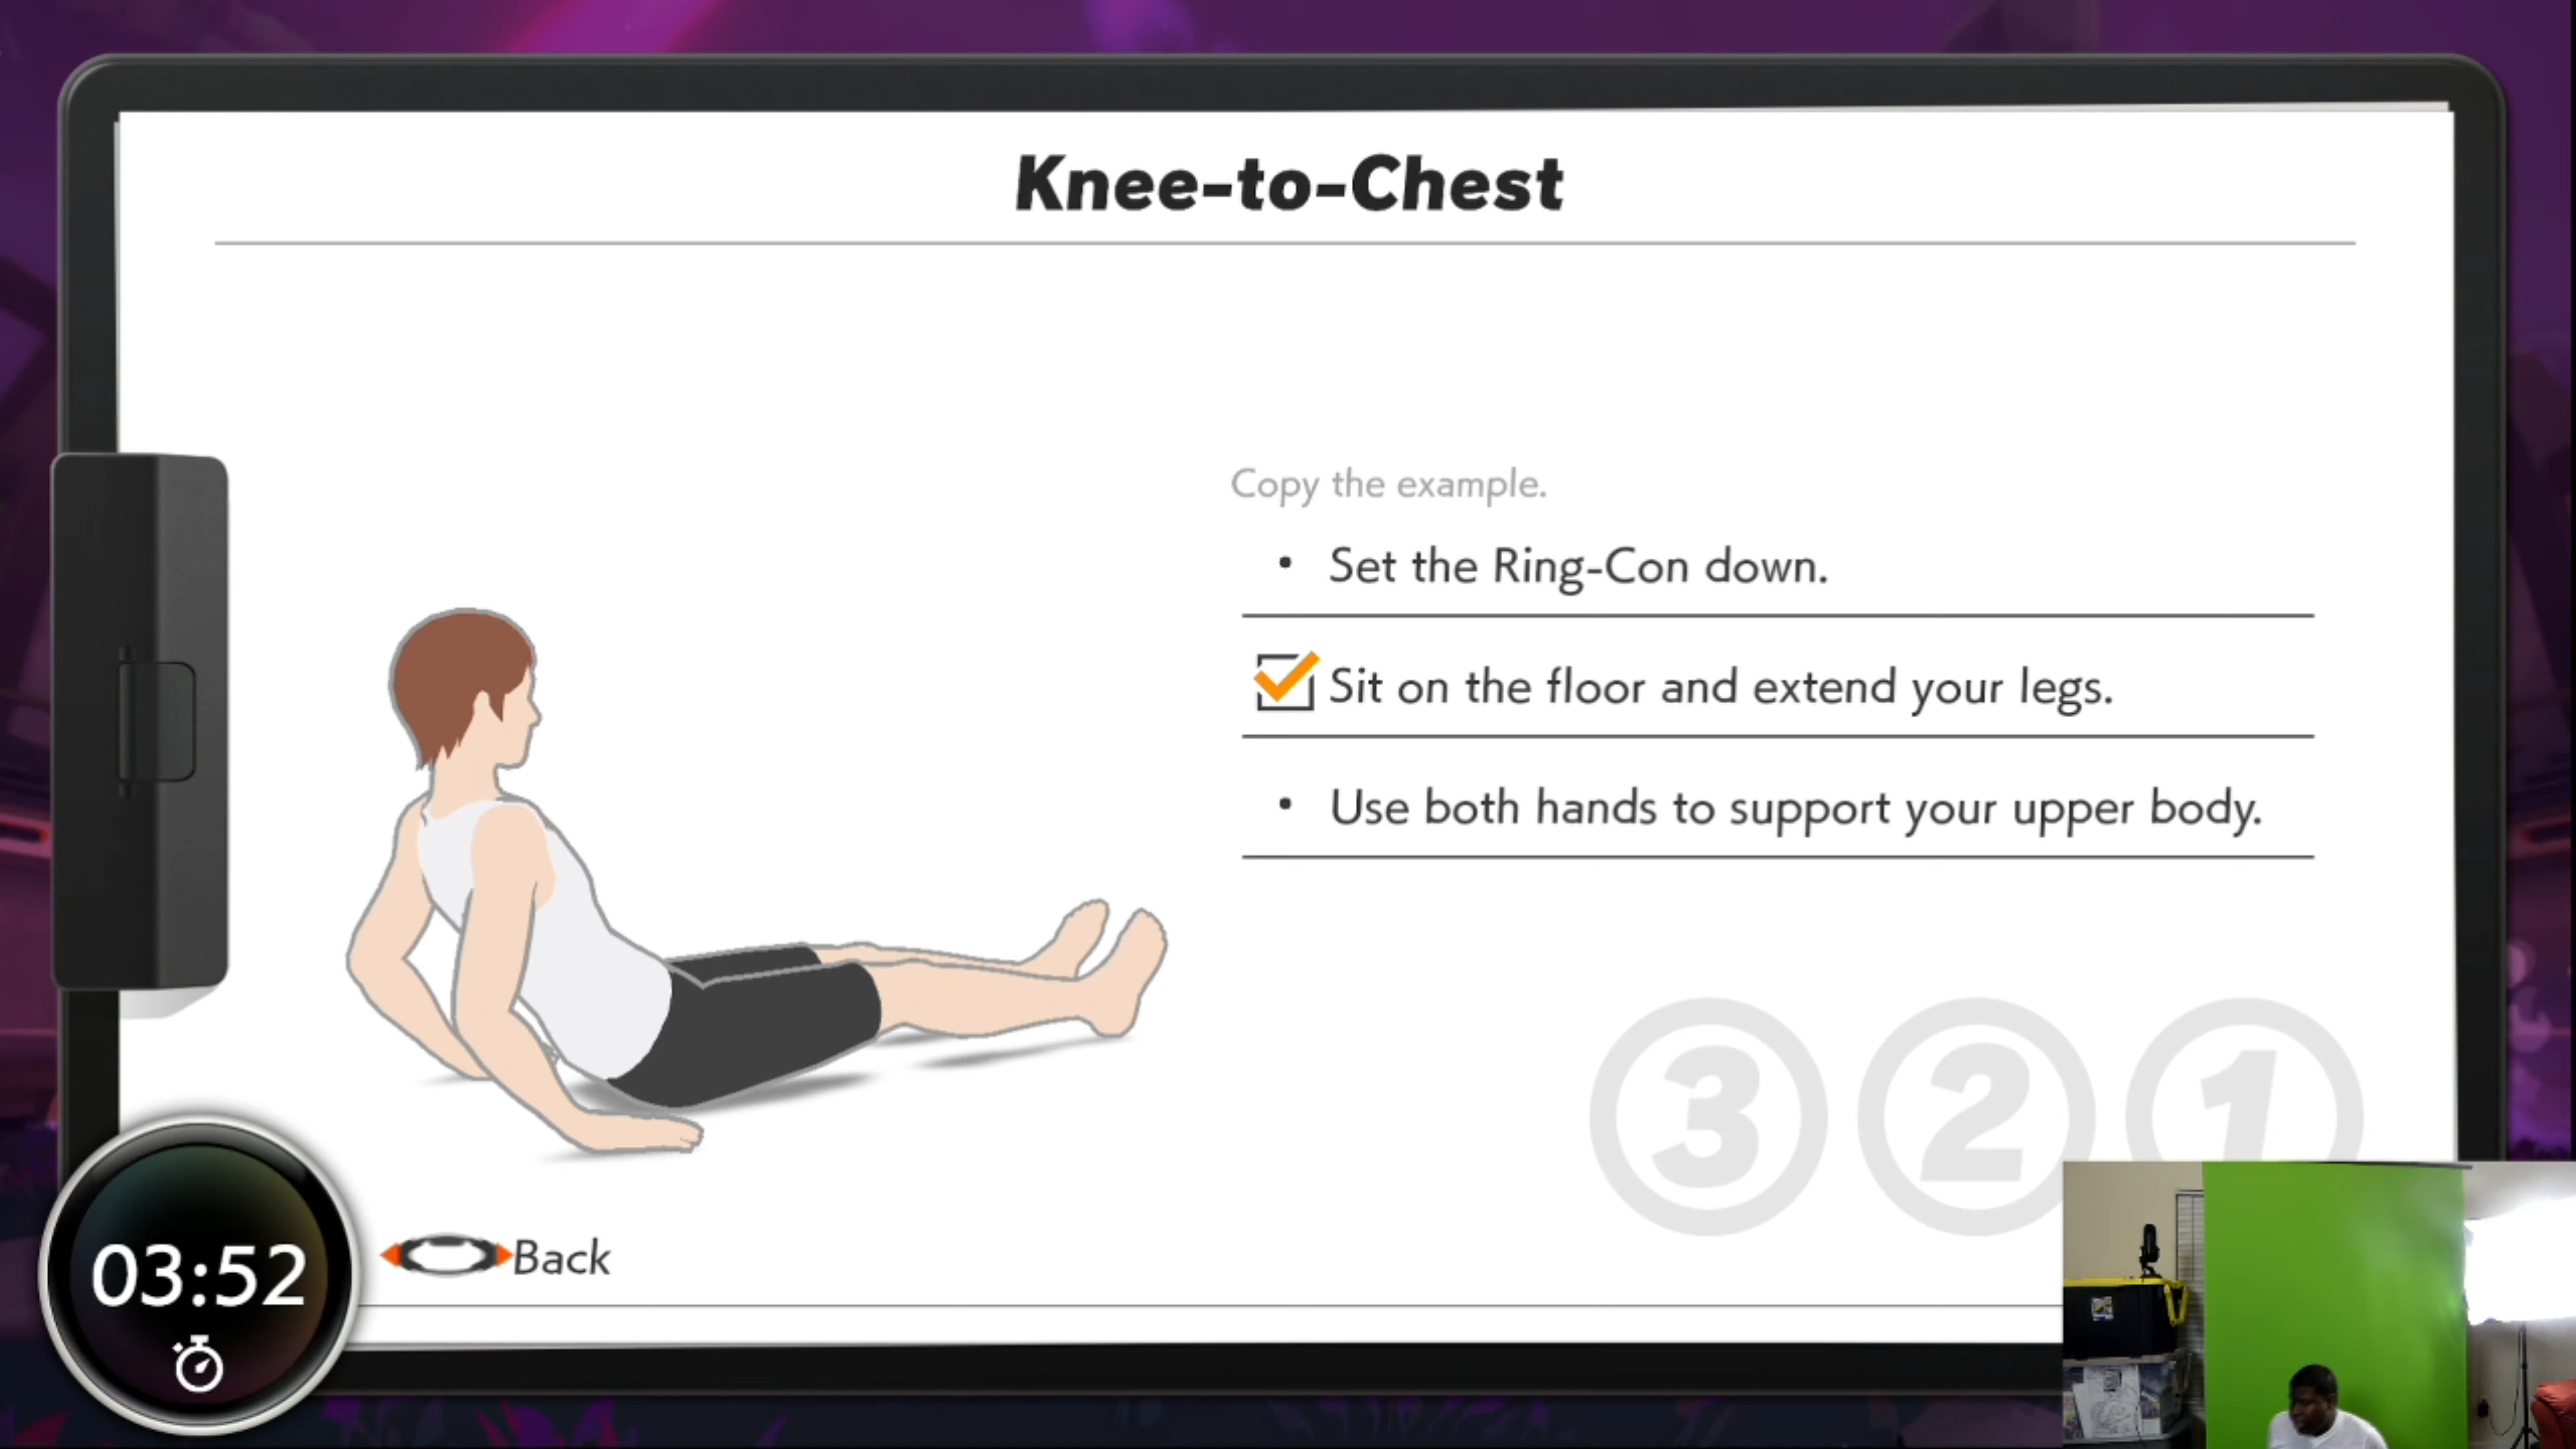 Knee-to-Chest
Copy the example.
• Set the Ring-Con down.
Sit on the floor and extend your legs.
• Use both hands to support your upper body.
3 2 1
Back
03:52